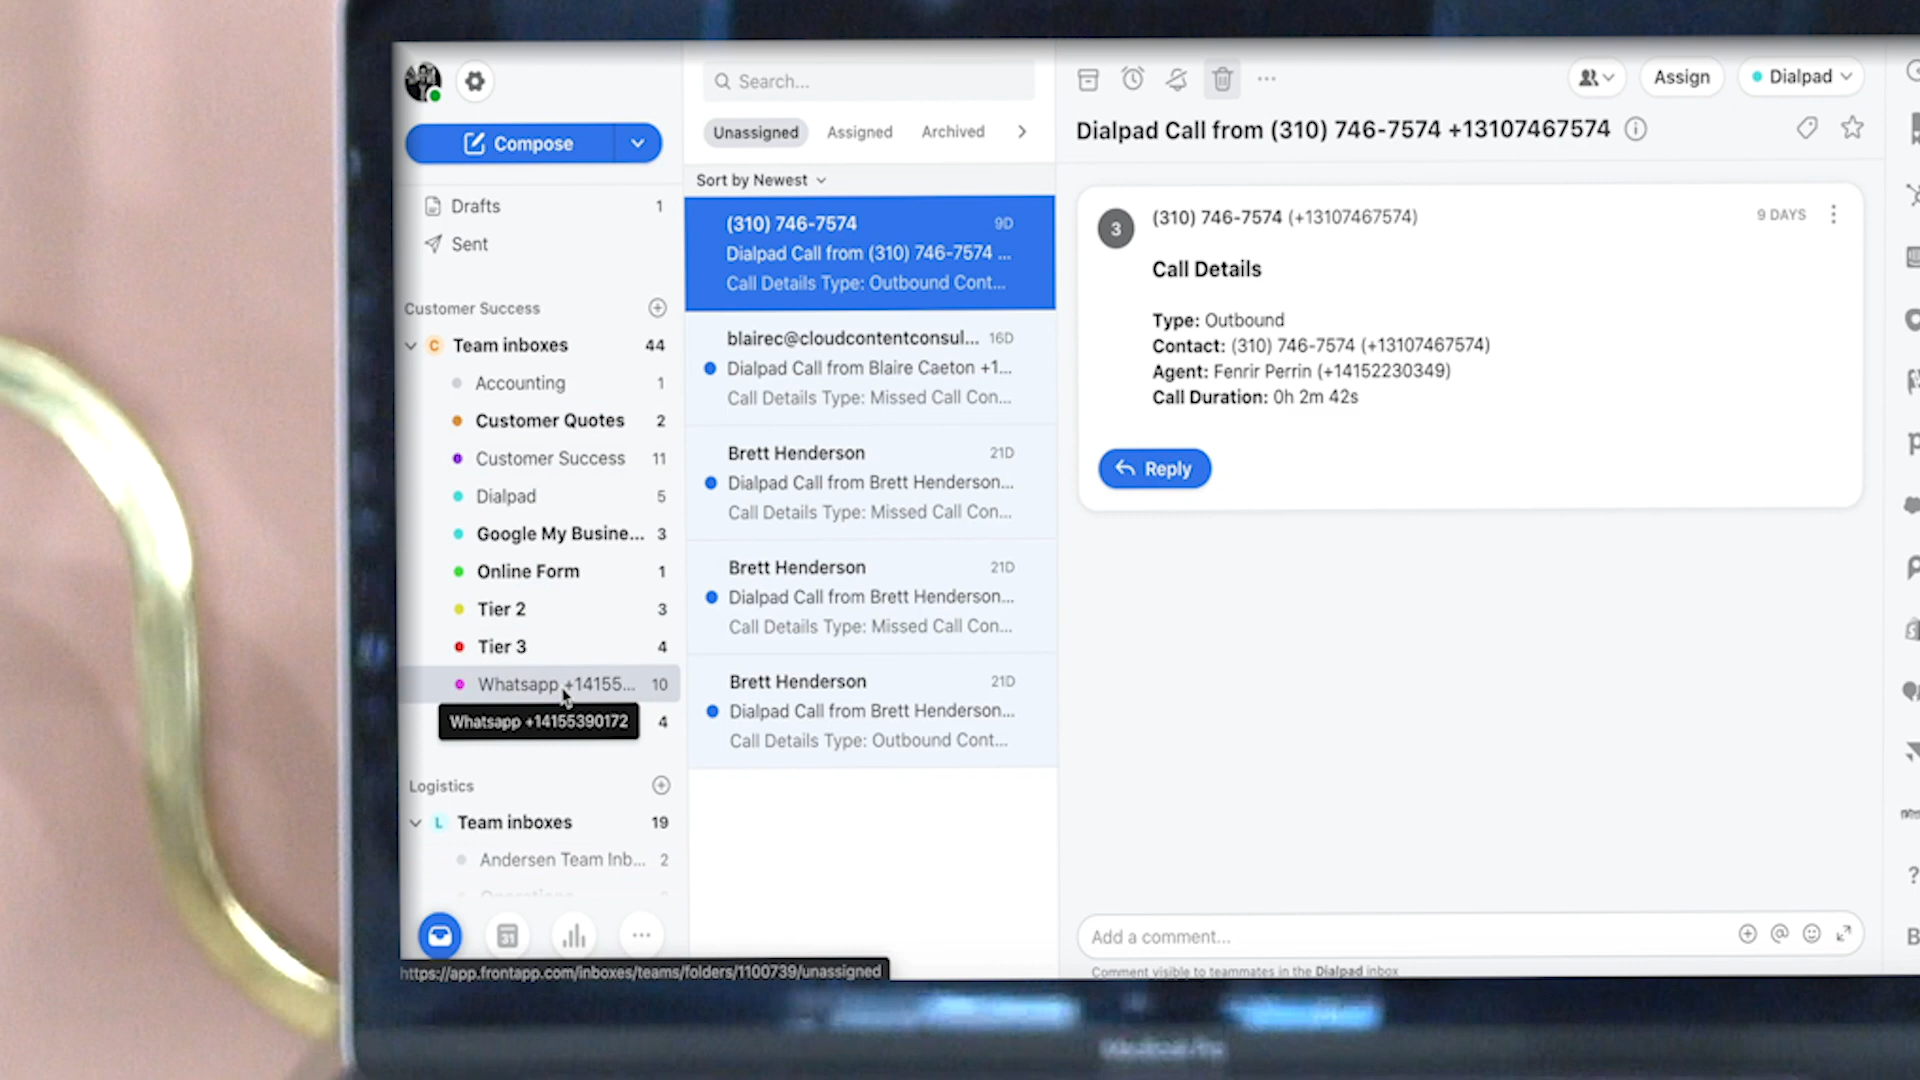 Compose
Drafts 1
Sent
Customer Success
C Team inboxes 44
Accounting 1
Customer Quotes 2
Customer Success 11
Dialpad 5
Google My Busine... 3
Online Form 1
Tier 2 3
Tier 3 4
Whatsapp +14155... 10
Whatsapp +14155390172 4
Logistics
L Team inboxes 19
Andersen Team Inb... 2
31
https://app.frontapp.com/inboxes/teams/folders/1100739/unassigned
Search...
Unassigned Assigned Archived
Sort by Newest
(310) 746-7574 9D
Dialpad Call from (310) 746-7574 ...
Call Details Type: Outbound Cont...
blairec@cloudcontentconsul... 16D
Dialpad Call from Blaire Caeton +1...
Call Details Type: Missed Call Con...
Brett Henderson 21D
Dialpad Call from Brett Henderson...
Call Details Type: Missed Call Con...
Brett Henderson 21D
Dialpad Call from Brett Henderson...
Call Details Type: Missed Call Con...
Brett Henderson 21D
Dialpad Call from Brett Henderson...
Call Details Type: Outbound Cont...
Assign Dialpad
Dialpad Call from (310) 746-7574 +13107467574
3 (310) 746-7574 (+13107467574) 9 DAYS
Call Details
Type: Outbound
Contact: (310) 746-7574 (+13107467574)
Agent: Fenrir Perrin (+14152230349)
Call Duration: 0h 2m 42s
Reply
Add a comment...
Comment visible to teammates in the Dialpad inbox